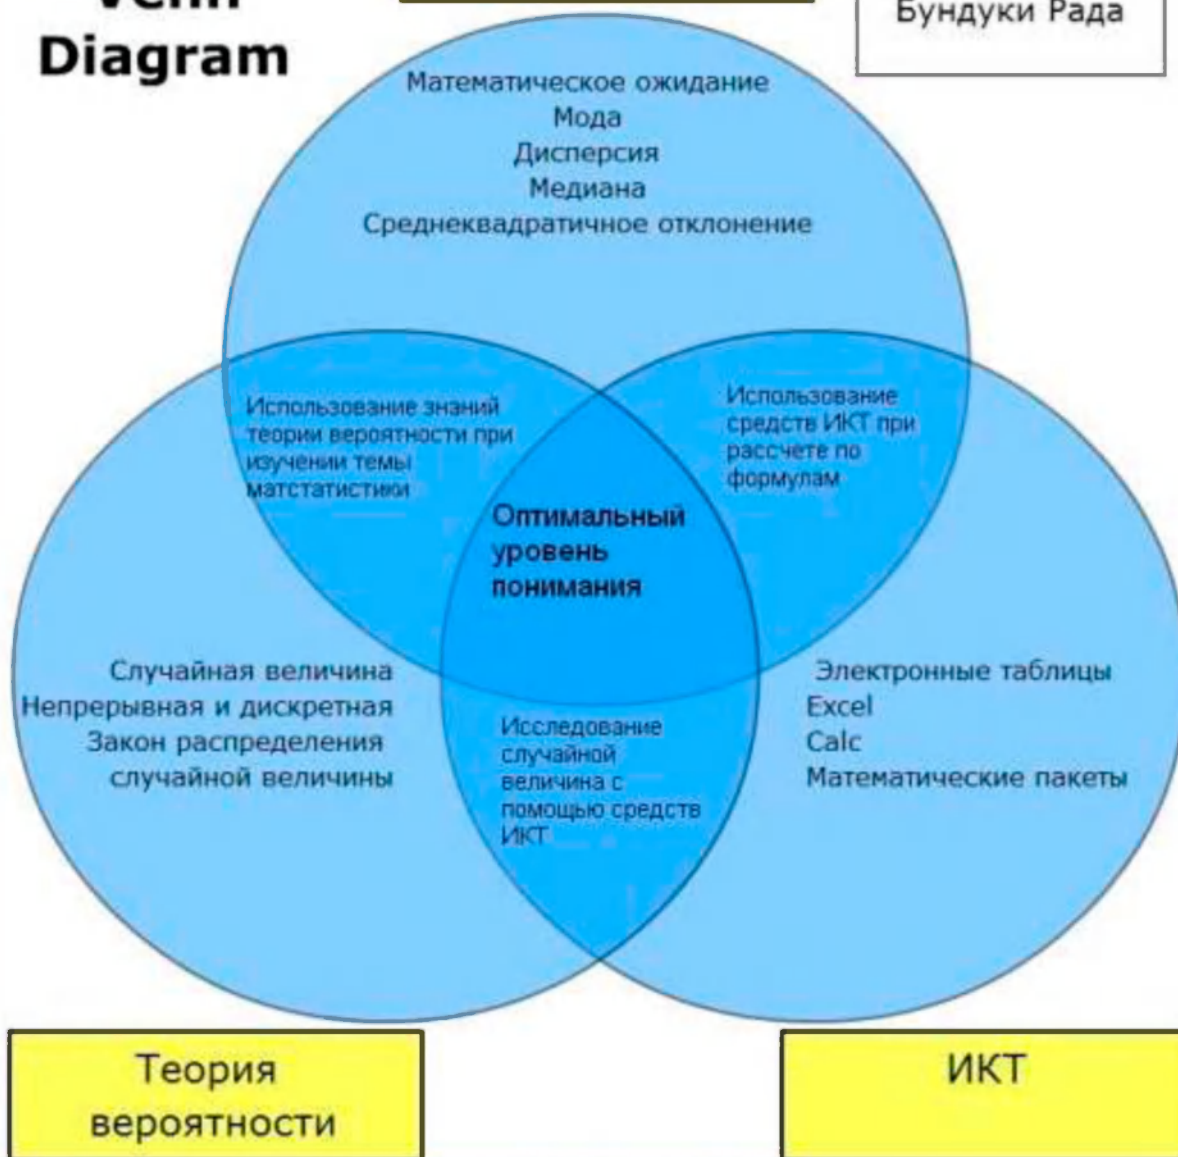 Venn
Diagram
Бундуки Рада
Математическое ожидание
Мода
Дисперсия
Медиана
Среднеквадратичное отклонение
Использование знаний
теории вероятности при
изучении темы
матстатистики
Использование
средств ИКТ при
рассчете по
формулам
Оптимальный
уровень
понимания
Случайная величина
Непрерывная и дискретная
Закон распределения
случайной величины
Исследование
случайной
величина с
помощью средств
ИКТ
Электронные таблицы
Excel
Calc
Математические пакеты
Теория
вероятности
ИКТ